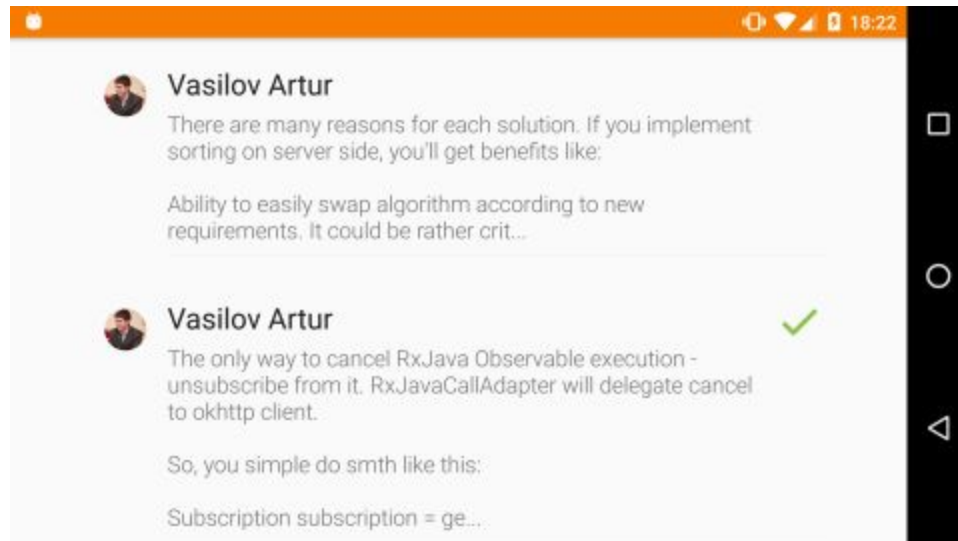 18:22
Vasilov Artur
There are many reasons for each solution. If you implement
sorting on server side, you'll get benefits like:
Ability to easily swap algorithm according to new
requirements. It could be rather crit...
Vasilov Artur
The only way to cancel RxJava Observable execution -
unsubscribe from it. RxJavaCallAdapter will delegate cancel
to okhttp client.
So, you simple do smth like this:
Subscription subscription = ge...